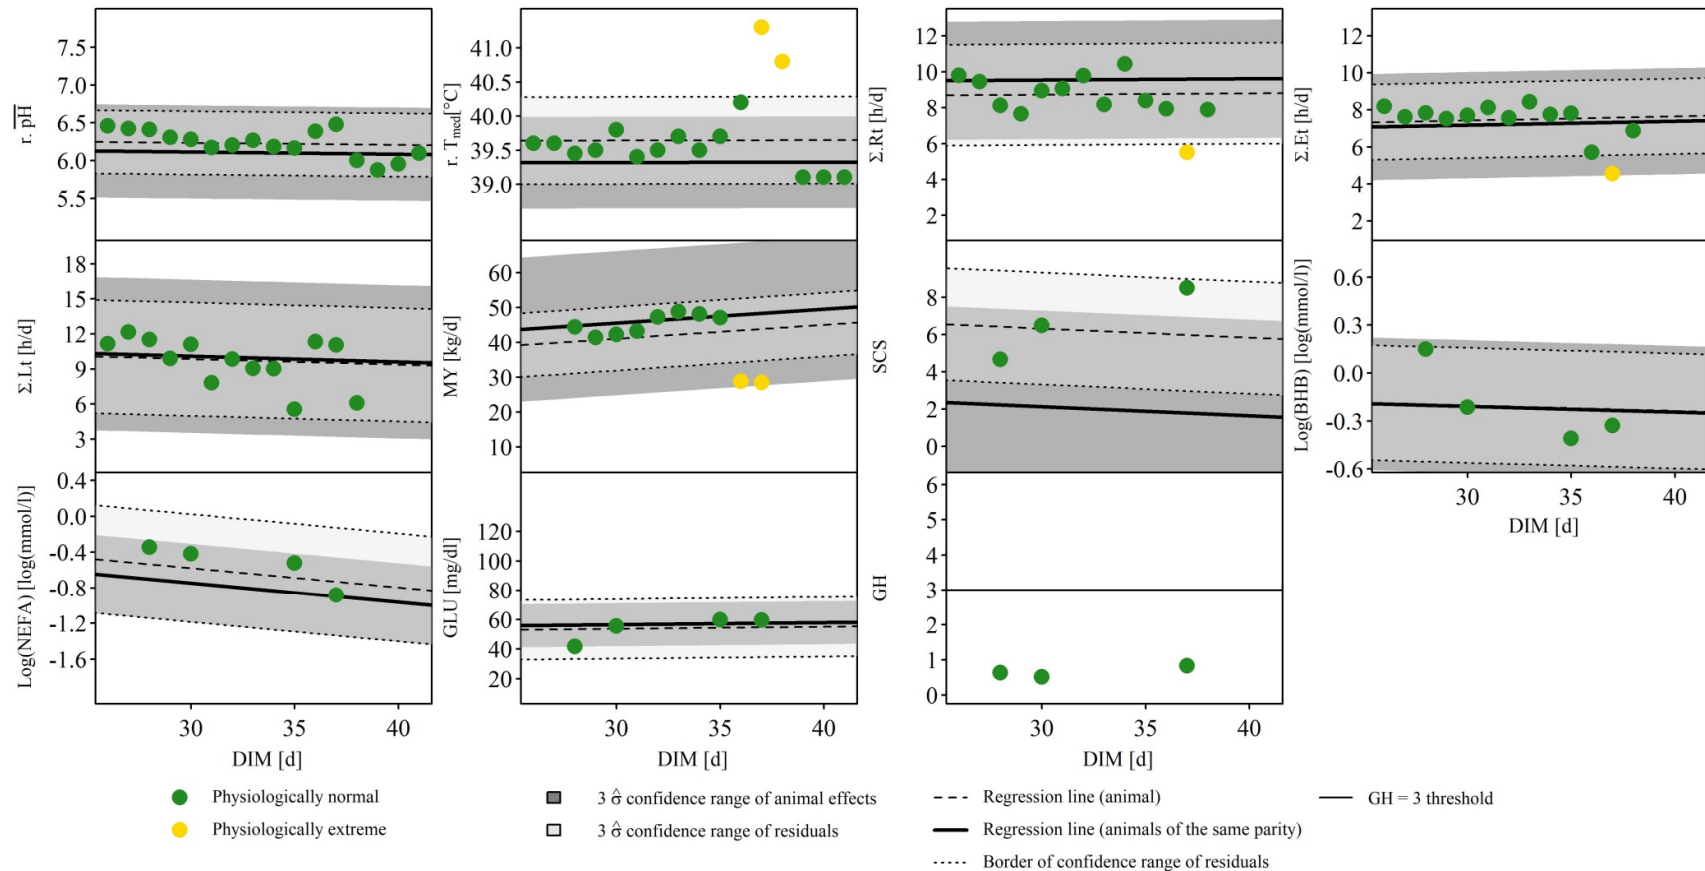 r. pH
7.5
7.0
6.5
6.0
5.5
r. Tmed[°C]
41.0
40.5
40.0
39.5
39.0
Σ.Rt [h/d]
12
10
8
6
4
2
Σ.Et [h/d]
12
10
8
6
4
2
Σ.Lt [h/d]
18
15
12
9
6
3
MY [kg/d]
60
50
40
30
20
10
SCS
8
6
4
2
0
Log(BHB) [log(mmol/l)]
0.6
0.3
0.0
-0.3
-0.6
30 35 40
DIM [d]
Log(NEFA) [log(mmol/l)]
0.4
0.0
-0.4
-0.8
-1.2
-1.6
30 35 40
DIM [d]
GLU [mg/dl]
120
100
80
60
40
20
30 35 40
DIM [d]
GH
6
5
4
3
3
2
1
0
30 35 40
DIM [d]
Physiologically normal
Physiologically extreme
3 σ̂ confidence range of animal effects
3 σ̂ confidence range of residuals
Regression line (animal)
Regression line (animals of the same parity)
Border of confidence range of residuals
GH = 3 threshold